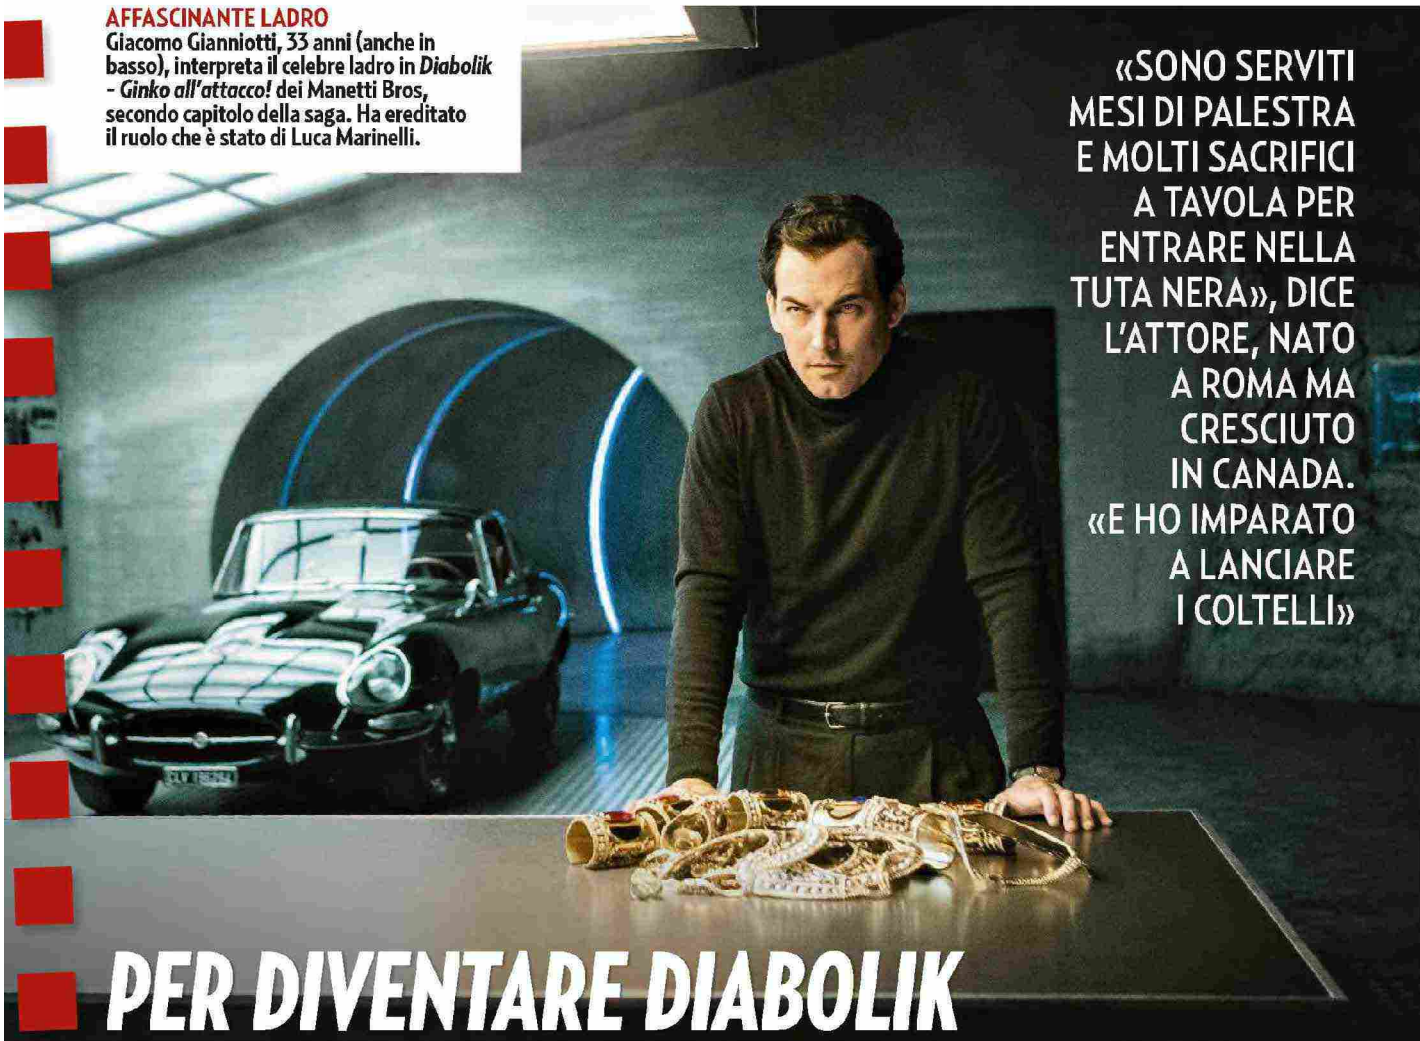 AFFASCINANTE LADRO
Giacomo Gianniotti, 33 anni (anche in
basso), interpreta il celebre ladro in Diabolik
- Ginko all'attacco! dei Manetti Bros,
secondo capitolo della saga. Ha ereditato
il ruolo che è stato di Luca Marinelli.
«SONO SERVITI
MESI DI PALESTRA
E MOLTI SACRIFICI
A TAVOLA PER
ENTRARE NELLA
TUTA NERA», DICE
L'ATTORE, NATO
A ROMA MA
CRESCIUTO
IN CANADA.
«E HO IMPARATO
A LANCIARE
I COLTELLI»
PER DIVENTARE DIABOLIK